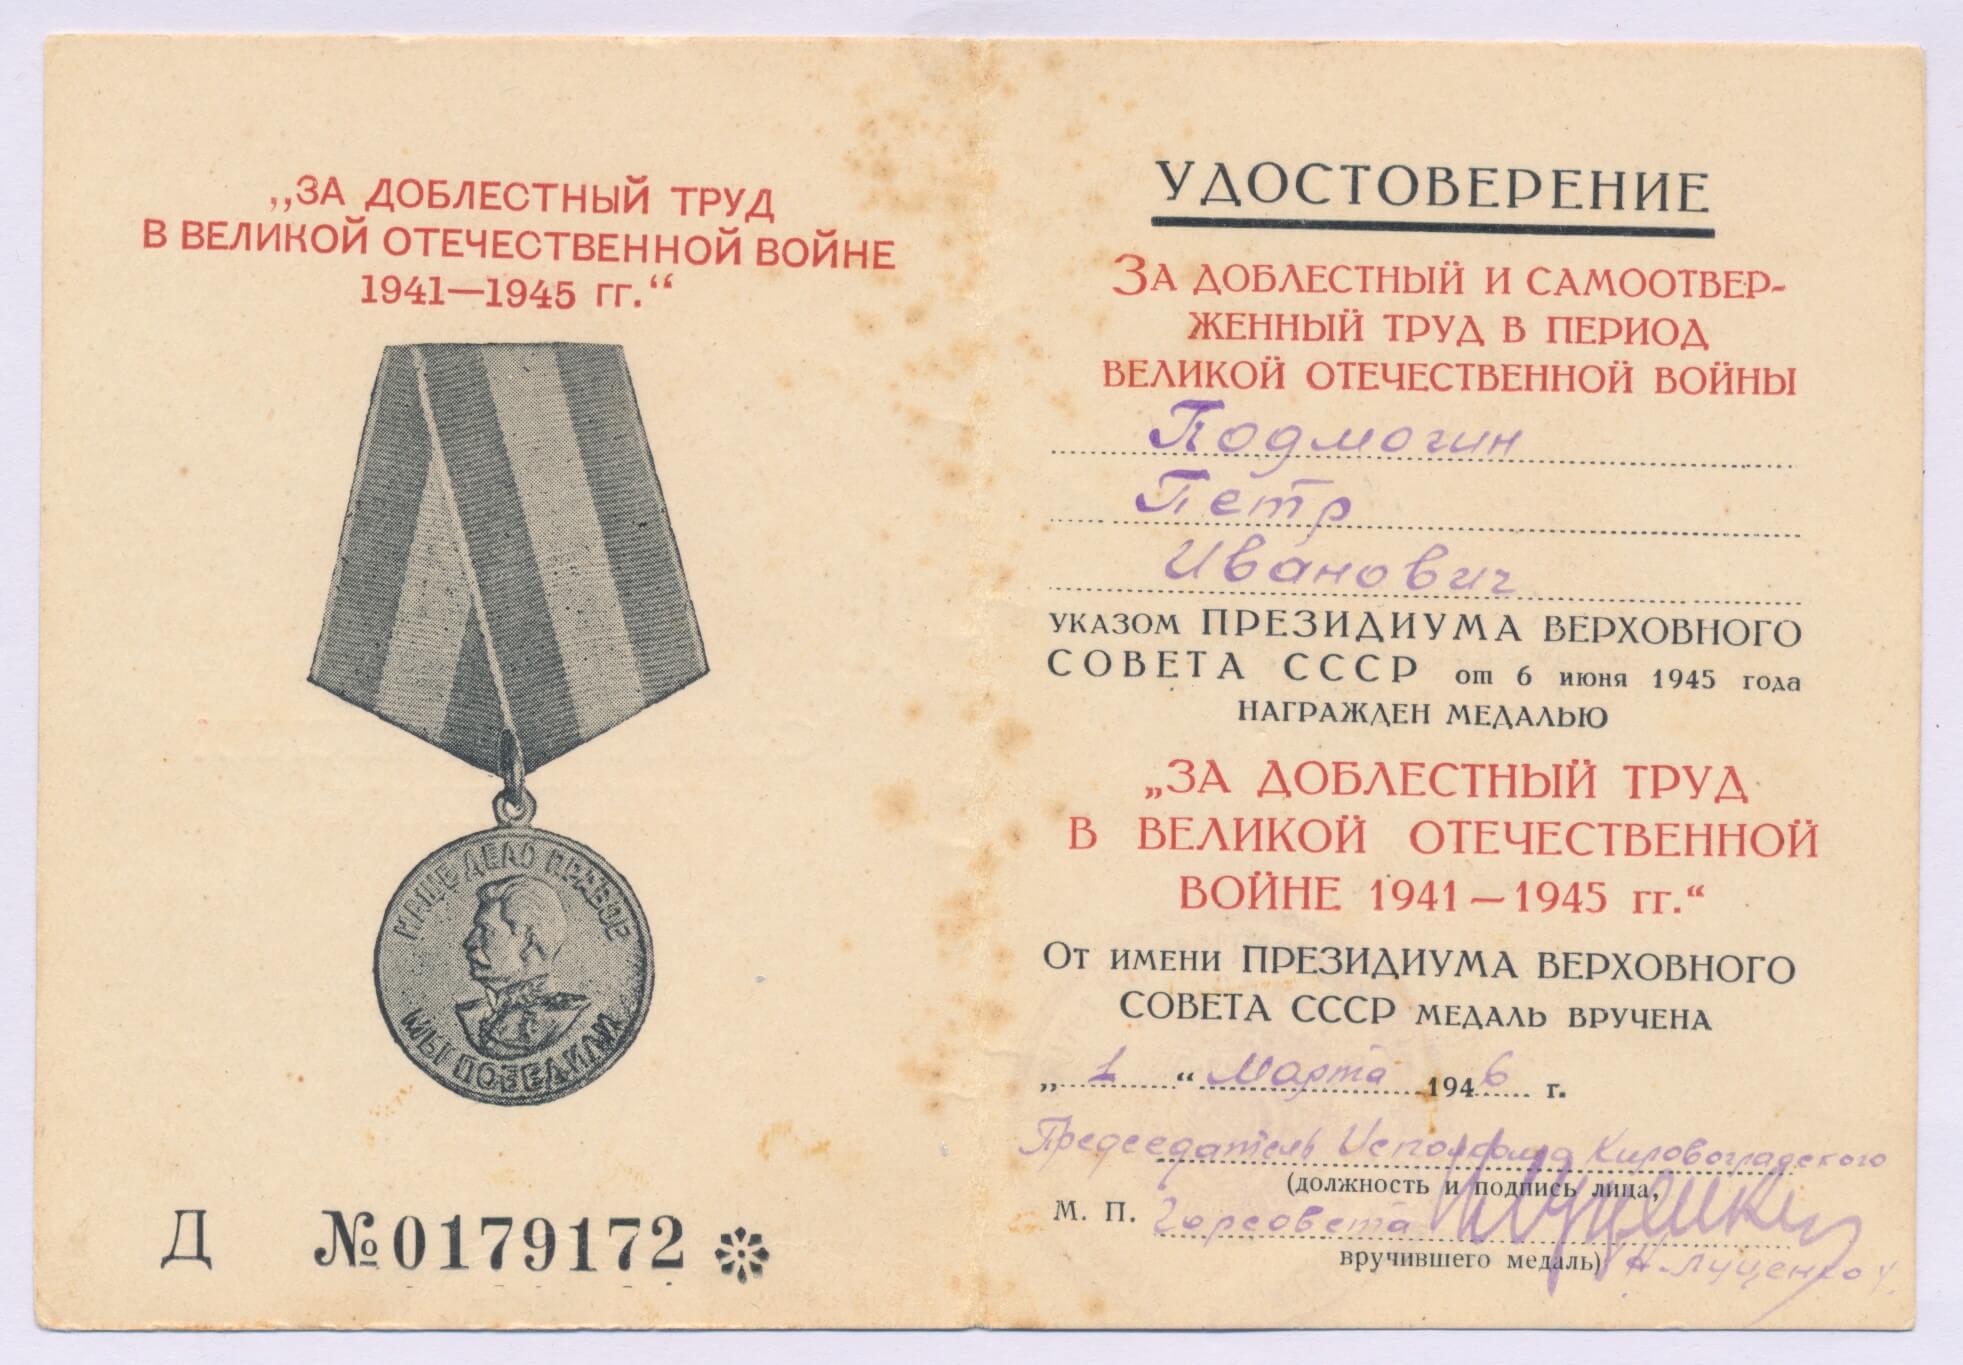 „ЗА ДОБЛЕСТНЫЙ ТРУД
В ВЕЛИКОЙ ОТЕЧЕСТВЕННОЙ ВОЙНЕ
1941—1945 гг.“
НАШЕ ДЕЛО ПРАВОЕ
МЫ ПОБЕДИЛИ
Д №0179172
УДОСТОВЕРЕНИЕ
ЗА ДОБЛЕСТНЫЙ И САМООТВЕР-
ЖЕННЫЙ ТРУД В ПЕРИОД
ВЕЛИКОЙ ОТЕЧЕСТВЕННОЙ ВОЙНЫ
Подмогин
Петр
Иванович
УКАЗОМ ПРЕЗИДИУМА ВЕРХОВНОГО
СОВЕТА СССР от 6 июня 1945 года
НАГРАЖДЕН МЕДАЛЬЮ
„ЗА ДОБЛЕСТНЫЙ ТРУД
В ВЕЛИКОЙ ОТЕЧЕСТВЕННОЙ
ВОЙНЕ 1941—1945 гг.“
ОТ ИМЕНИ ПРЕЗИДИУМА ВЕРХОВНОГО
СОВЕТА СССР МЕДАЛЬ ВРУЧЕНА
„1“ Марта 1946 г.
Председатель Исполкома Кировоградского
(должность и подпись лица,
М. П. Горсовета
вручившего медаль) Н. Луценко